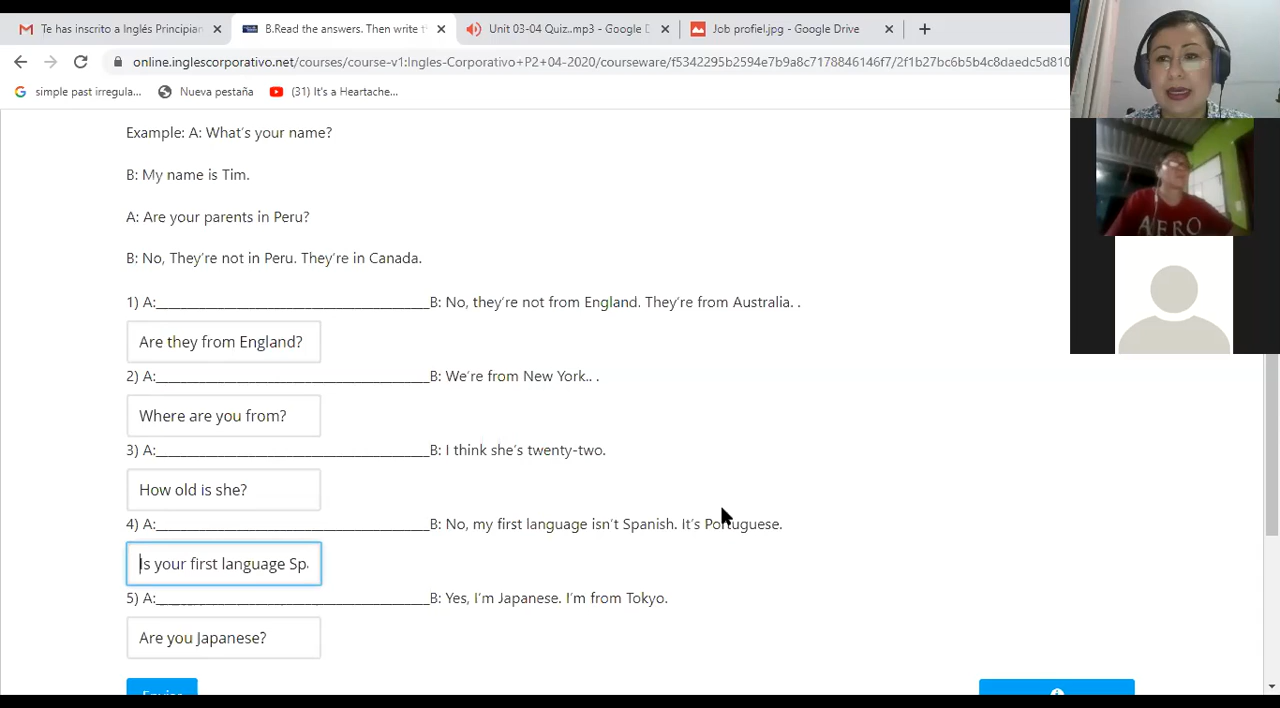 Te has inscrito a Inglés Principian
B.Read the answers. Then write t
Unit 03-04 Quiz..mp3 - Google D
Job profiel.jpg - Google Drive
online.inglescorporativo.net/courses/course-v1:Ingles-Corporativo+P2+04-2020/courseware/f5342295b2594e7b9a8c7178846146f7/2f1b27bc6b5b4c8daedc5d810
simple past irregula...
Nueva pestaña
(31) It's a Heartache...
Example: A: What's your name?
B: My name is Tim.
A: Are your parents in Peru?
B: No, They're not in Peru. They're in Canada.
1) A:__________________________________B: No, they're not from England. They're from Australia. .
Are they from England?
2) A:__________________________________B: We're from New York.. .
Where are you from?
3) A:__________________________________B: I think she's twenty-two.
How old is she?
4) A:__________________________________B: No, my first language isn't Spanish. It's Portuguese.
Is your first language Sp
5) A:__________________________________B: Yes, I'm Japanese. I'm from Tokyo.
Are you Japanese?
Enviar
AERO